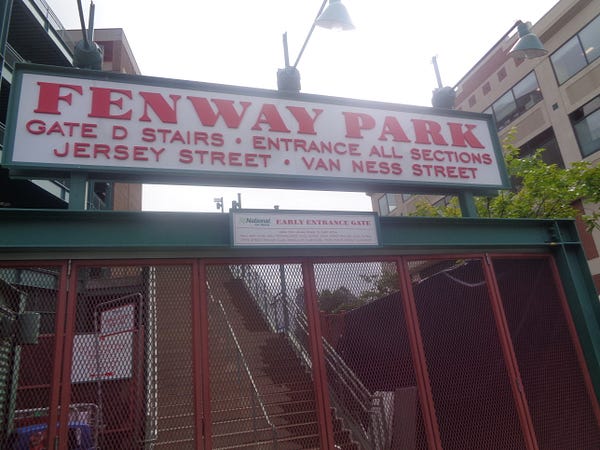 FENWAY PARK
GATE D STAIRS • ENTRANCE ALL SECTIONS
JERSEY STREET • VAN NESS STREET
National
EARLY ENTRANCE GATE